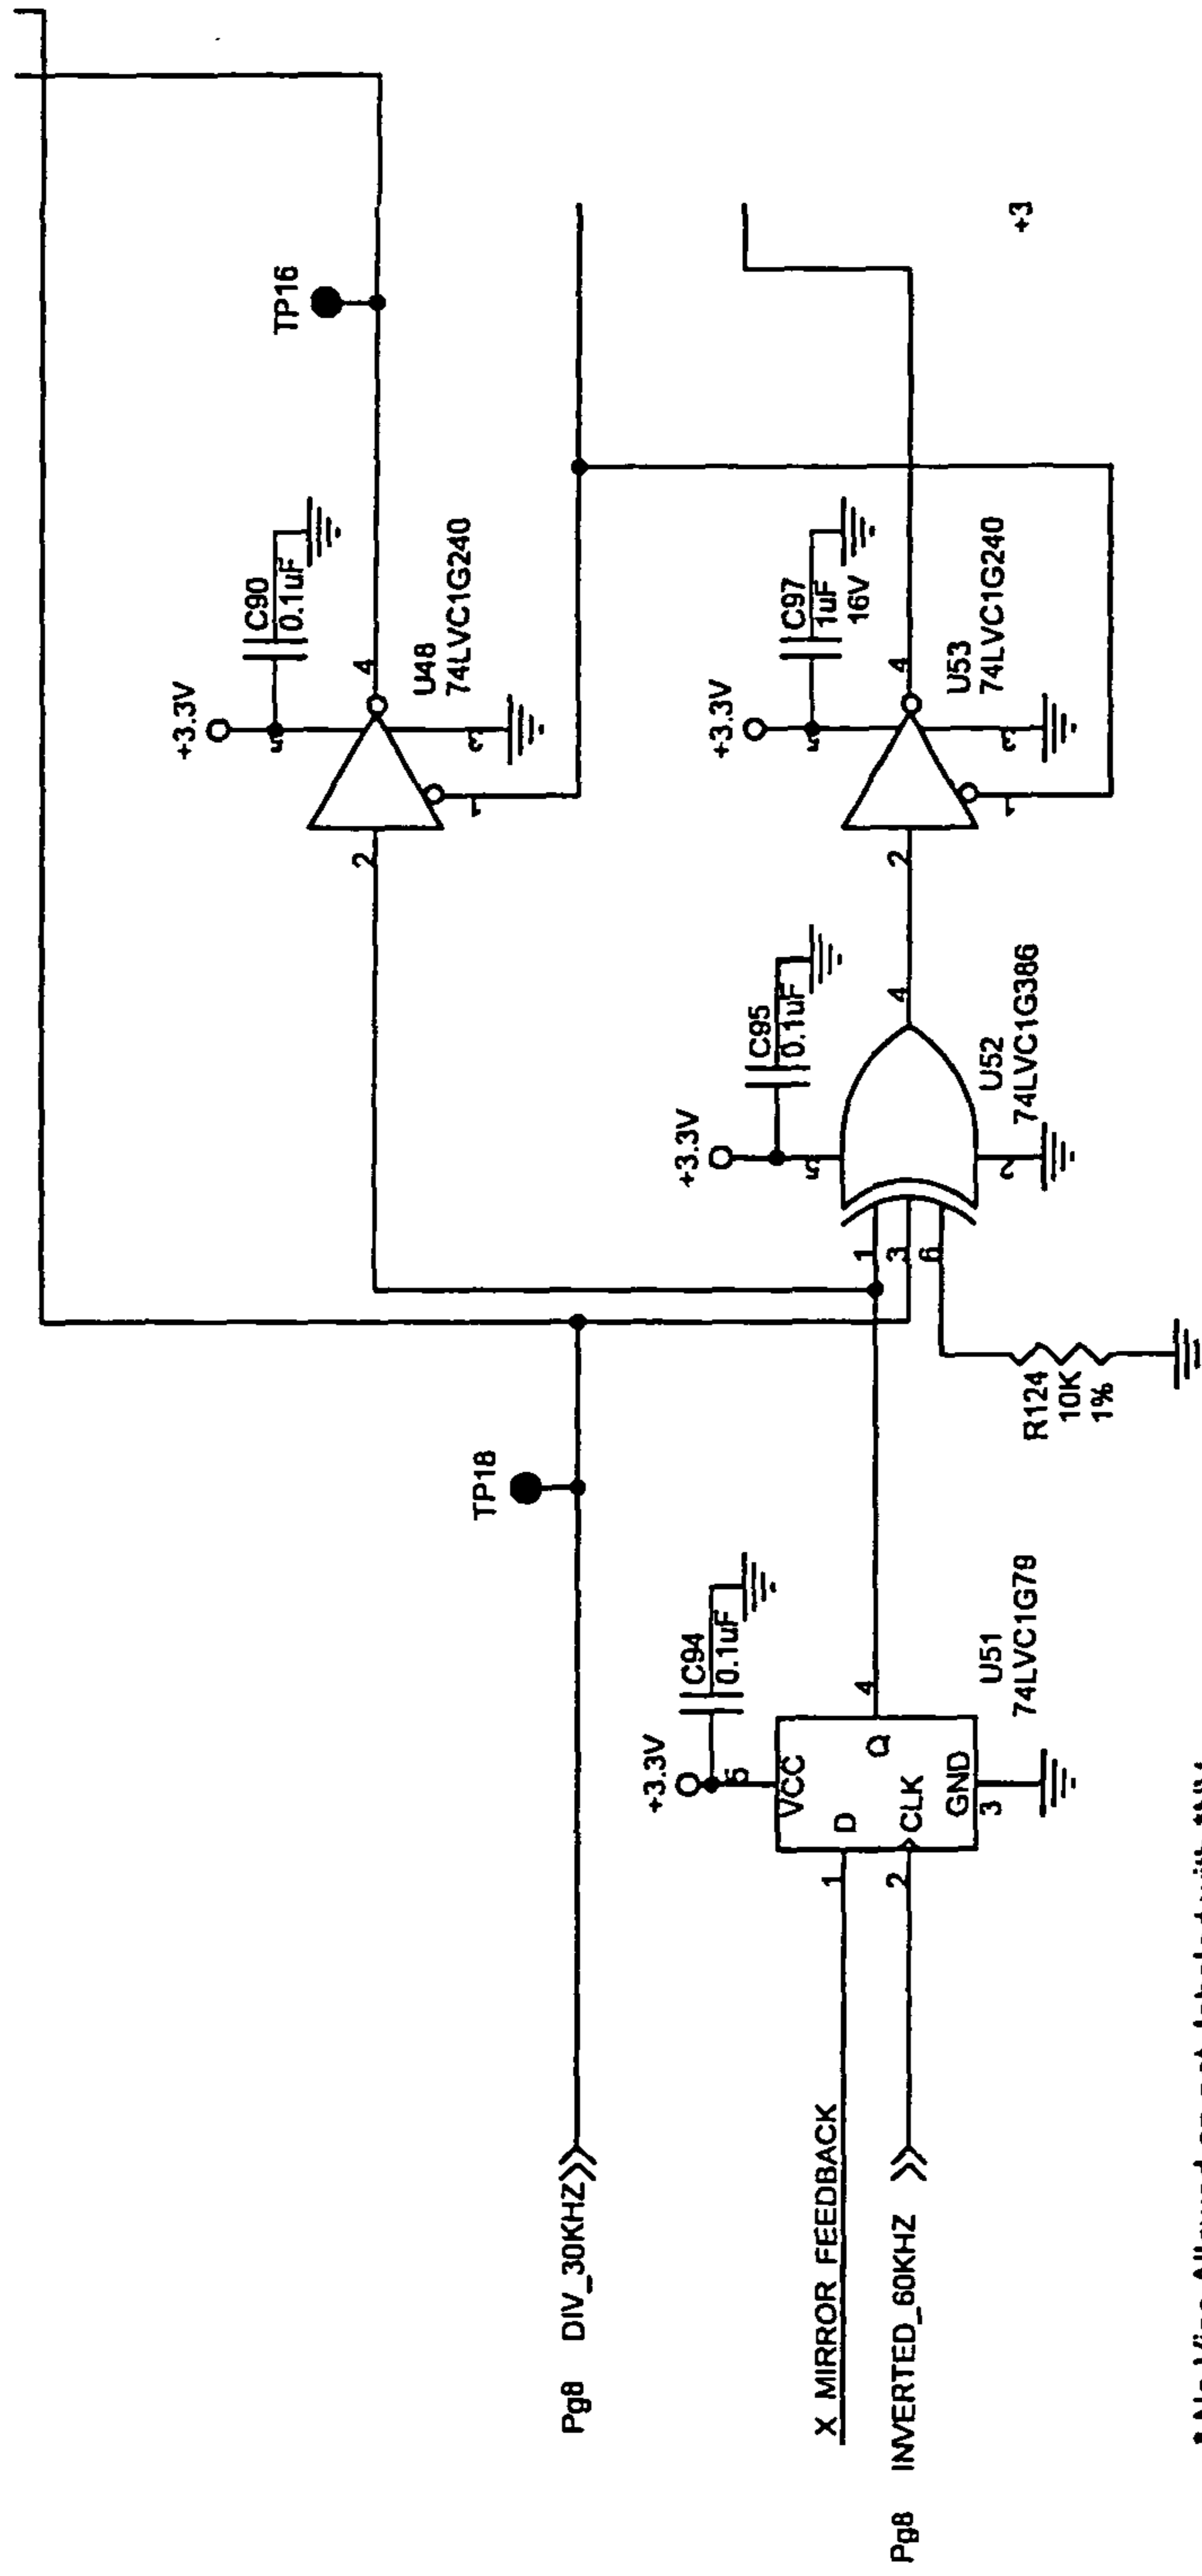 TP16
+3.3V
C90
0.1uF
5
4
U48
74LVC1G240
3
1
2
TP18
Pg8 DIV_30KHZ
+3.3V
C97
1uF
16V
5
4
U53
74LVC1G240
3
1
2
+3
+3.3V
C95
0.1uF
5
4
U52
74LVC1G386
2
1
3
6
R124
10K
1%
+3.3V
C94
0.1uF
5
VCC
D
Q
CLK
GND
4
3
1
2
U51
74LVC1G79
X MIRROR FEEDBACK
Pg8 INVERTED_60KHZ